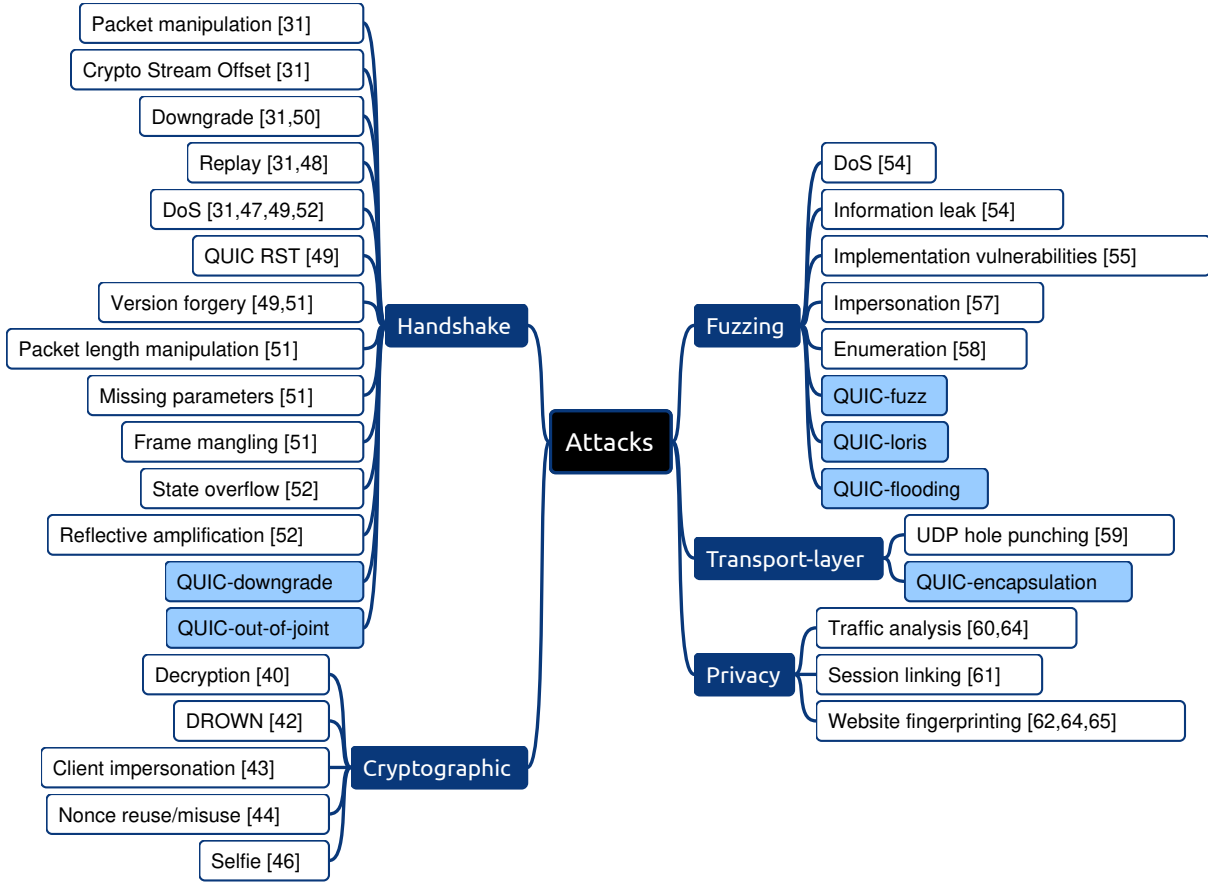 Packet manipulation [31]
Crypto Stream Offset [31]
Downgrade [31,50]
Replay [31,48]
DoS [31,47,49,52]
QUIC RST [49]
Version forgery [49,51]
Packet length manipulation [51]
Missing parameters [51]
Frame mangling [51]
State overflow [52]
Reflective amplification [52]
QUIC-downgrade
QUIC-out-of-joint
Handshake
Decryption [40]
DROWN [42]
Client impersonation [43]
Nonce reuse/misuse [44]
Selfie [46]
Cryptographic
Attacks
Fuzzing
DoS [54]
Information leak [54]
Implementation vulnerabilities [55]
Impersonation [57]
Enumeration [58]
QUIC-fuzz
QUIC-loris
QUIC-flooding
Transport-layer
UDP hole punching [59]
QUIC-encapsulation
Privacy
Traffic analysis [60,64]
Session linking [61]
Website fingerprinting [62,64,65]